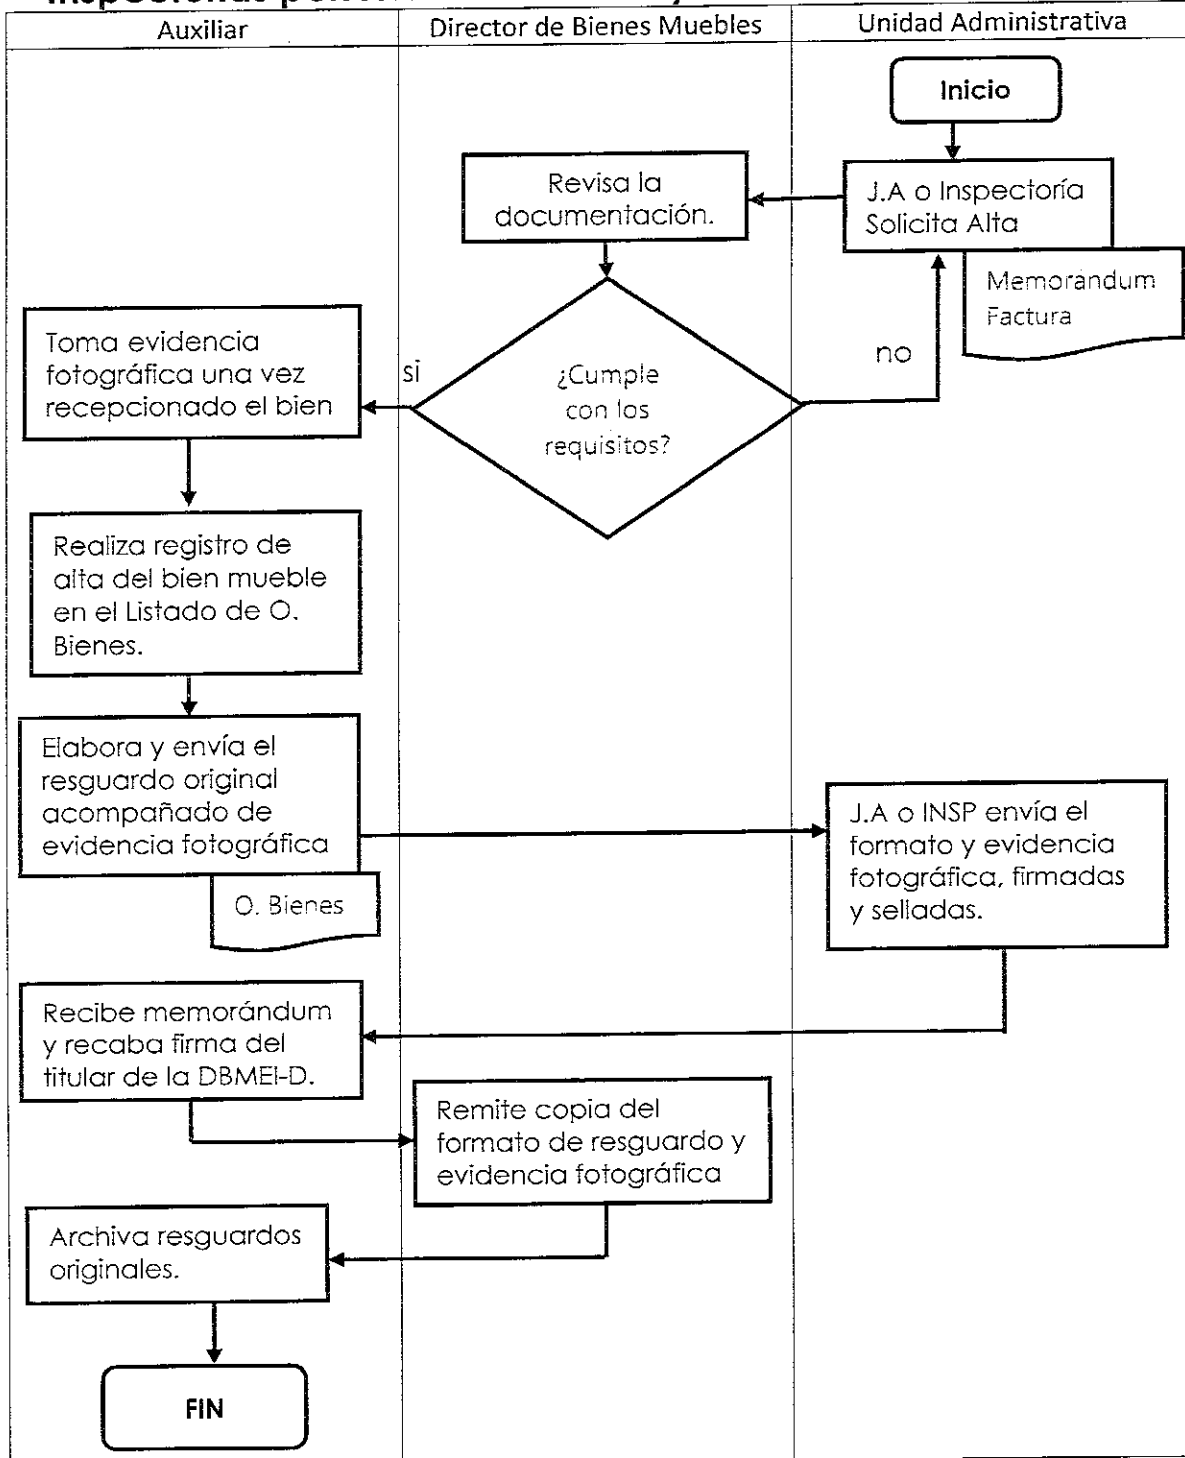 Auxiliar
Director de Bienes Muebles
Unidad Administrativa
Inicio
J.A o Inspectoría
Solicita Alta
Memorándum
Factura
Revisa la
documentación.
¿Cumple
con los
requisitos?
no
si
Toma evidencia
fotográfica una vez
recepcionado el bien
Realiza registro de
alta del bien mueble
en el Listado de O.
Bienes.
Elabora y envía el
resguardo original
acompañado de
evidencia fotográfica
O. Bienes
J.A o INSP envía el
formato y evidencia
fotográfica, firmadas
y selladas.
Recibe memorándum
y recaba firma del
titular de la DBMEI-D.
Remite copia del
formato de resguardo y
evidencia fotográfica
Archiva resguardos
originales.
FIN